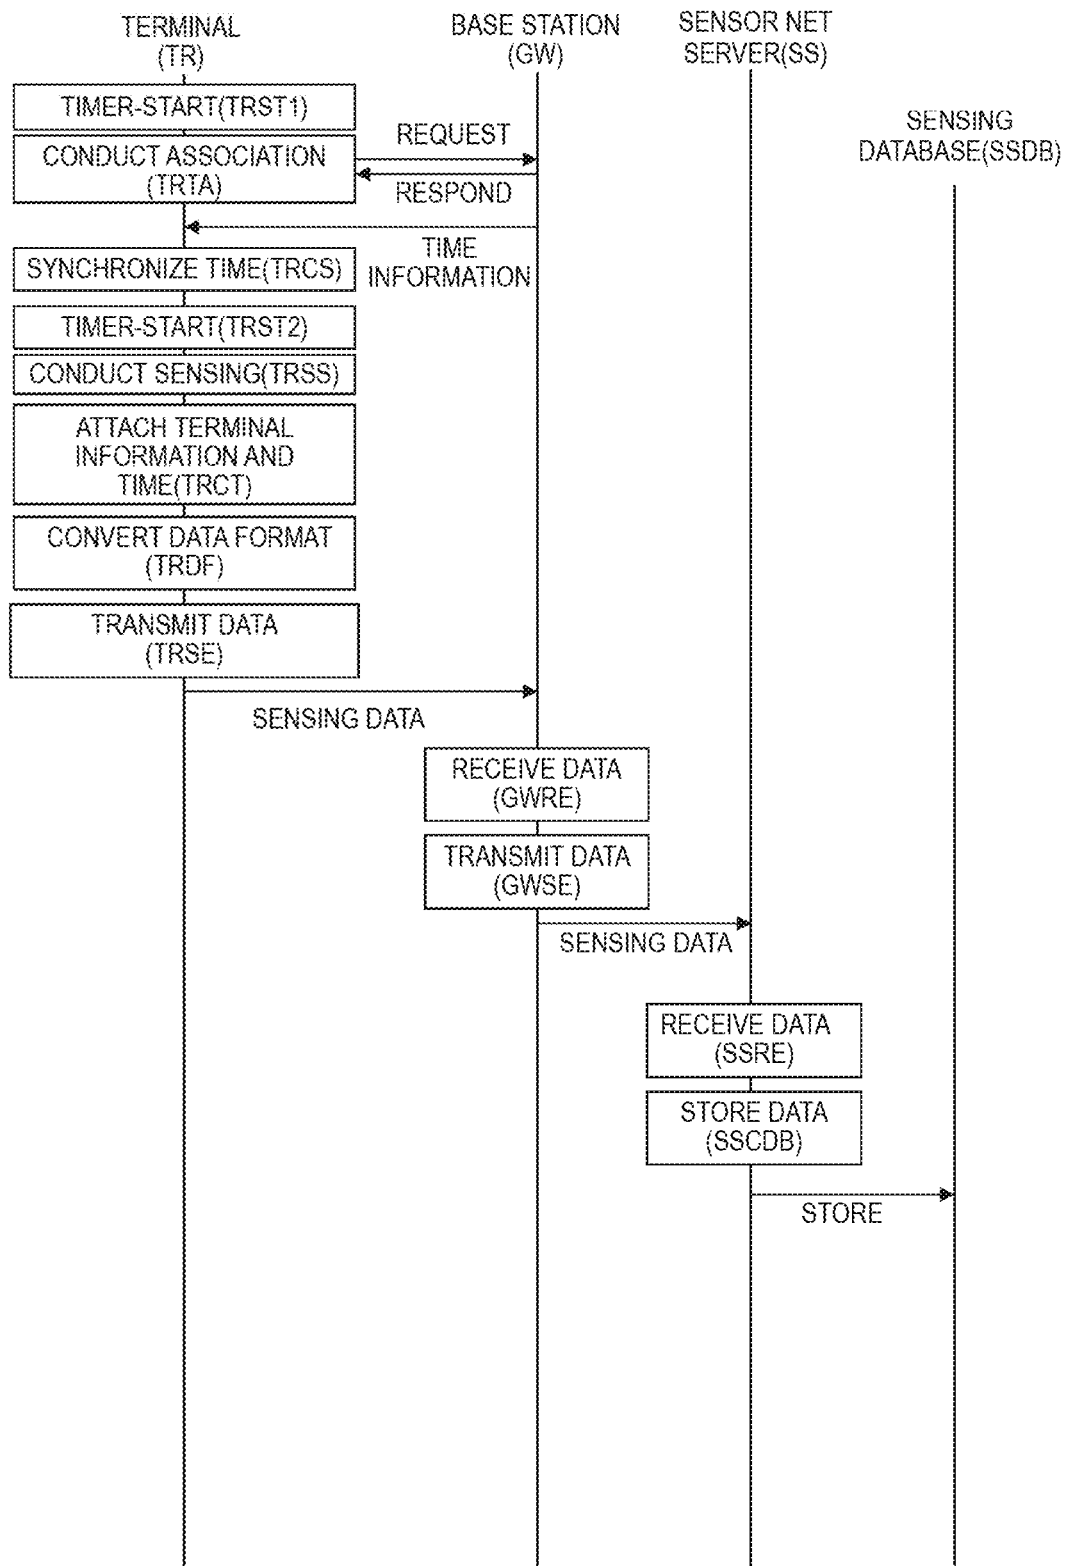 TERMINAL
(TR)
BASE STATION
(GW)
SENSOR NET
SERVER(SS)
SENSING
DATABASE(SSDB)
TIMER-START(TRST1)
CONDUCT ASSOCIATION
(TRTA)
REQUEST
RESPOND
TIME
INFORMATION
SYNCHRONIZE TIME(TRCS)
TIMER-START(TRST2)
CONDUCT SENSING(TRSS)
ATTACH TERMINAL
INFORMATION AND
TIME(TRCT)
CONVERT DATA FORMAT
(TRDF)
TRANSMIT DATA
(TRSE)
SENSING DATA
RECEIVE DATA
(GWRE)
TRANSMIT DATA
(GWSE)
SENSING DATA
RECEIVE DATA
(SSRE)
STORE DATA
(SSCDB)
STORE